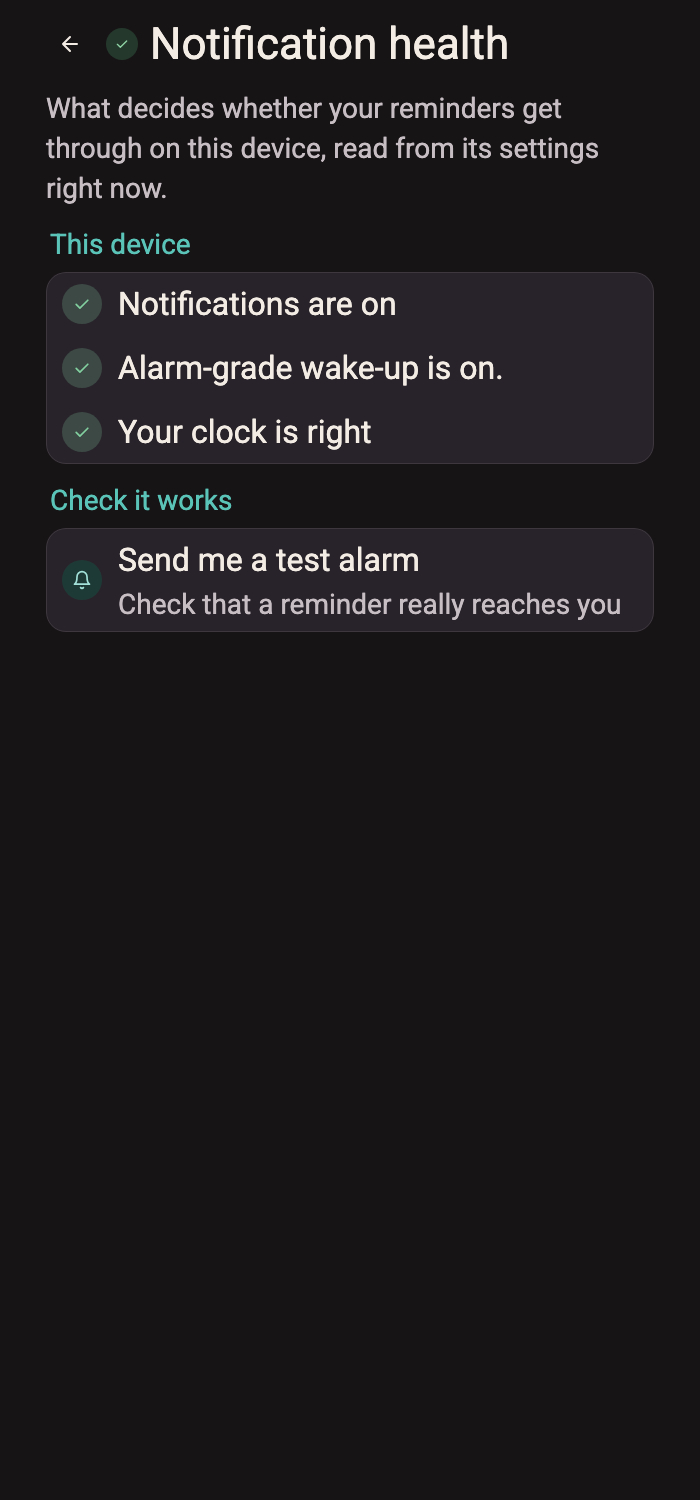 Notification health
What decides whether your reminders get
through on this device, read from its settings
right now.
This device
Notifications are on
Alarm-grade wake-up is on.
Your clock is right
Check it works
Send me a test alarm
Check that a reminder really reaches you